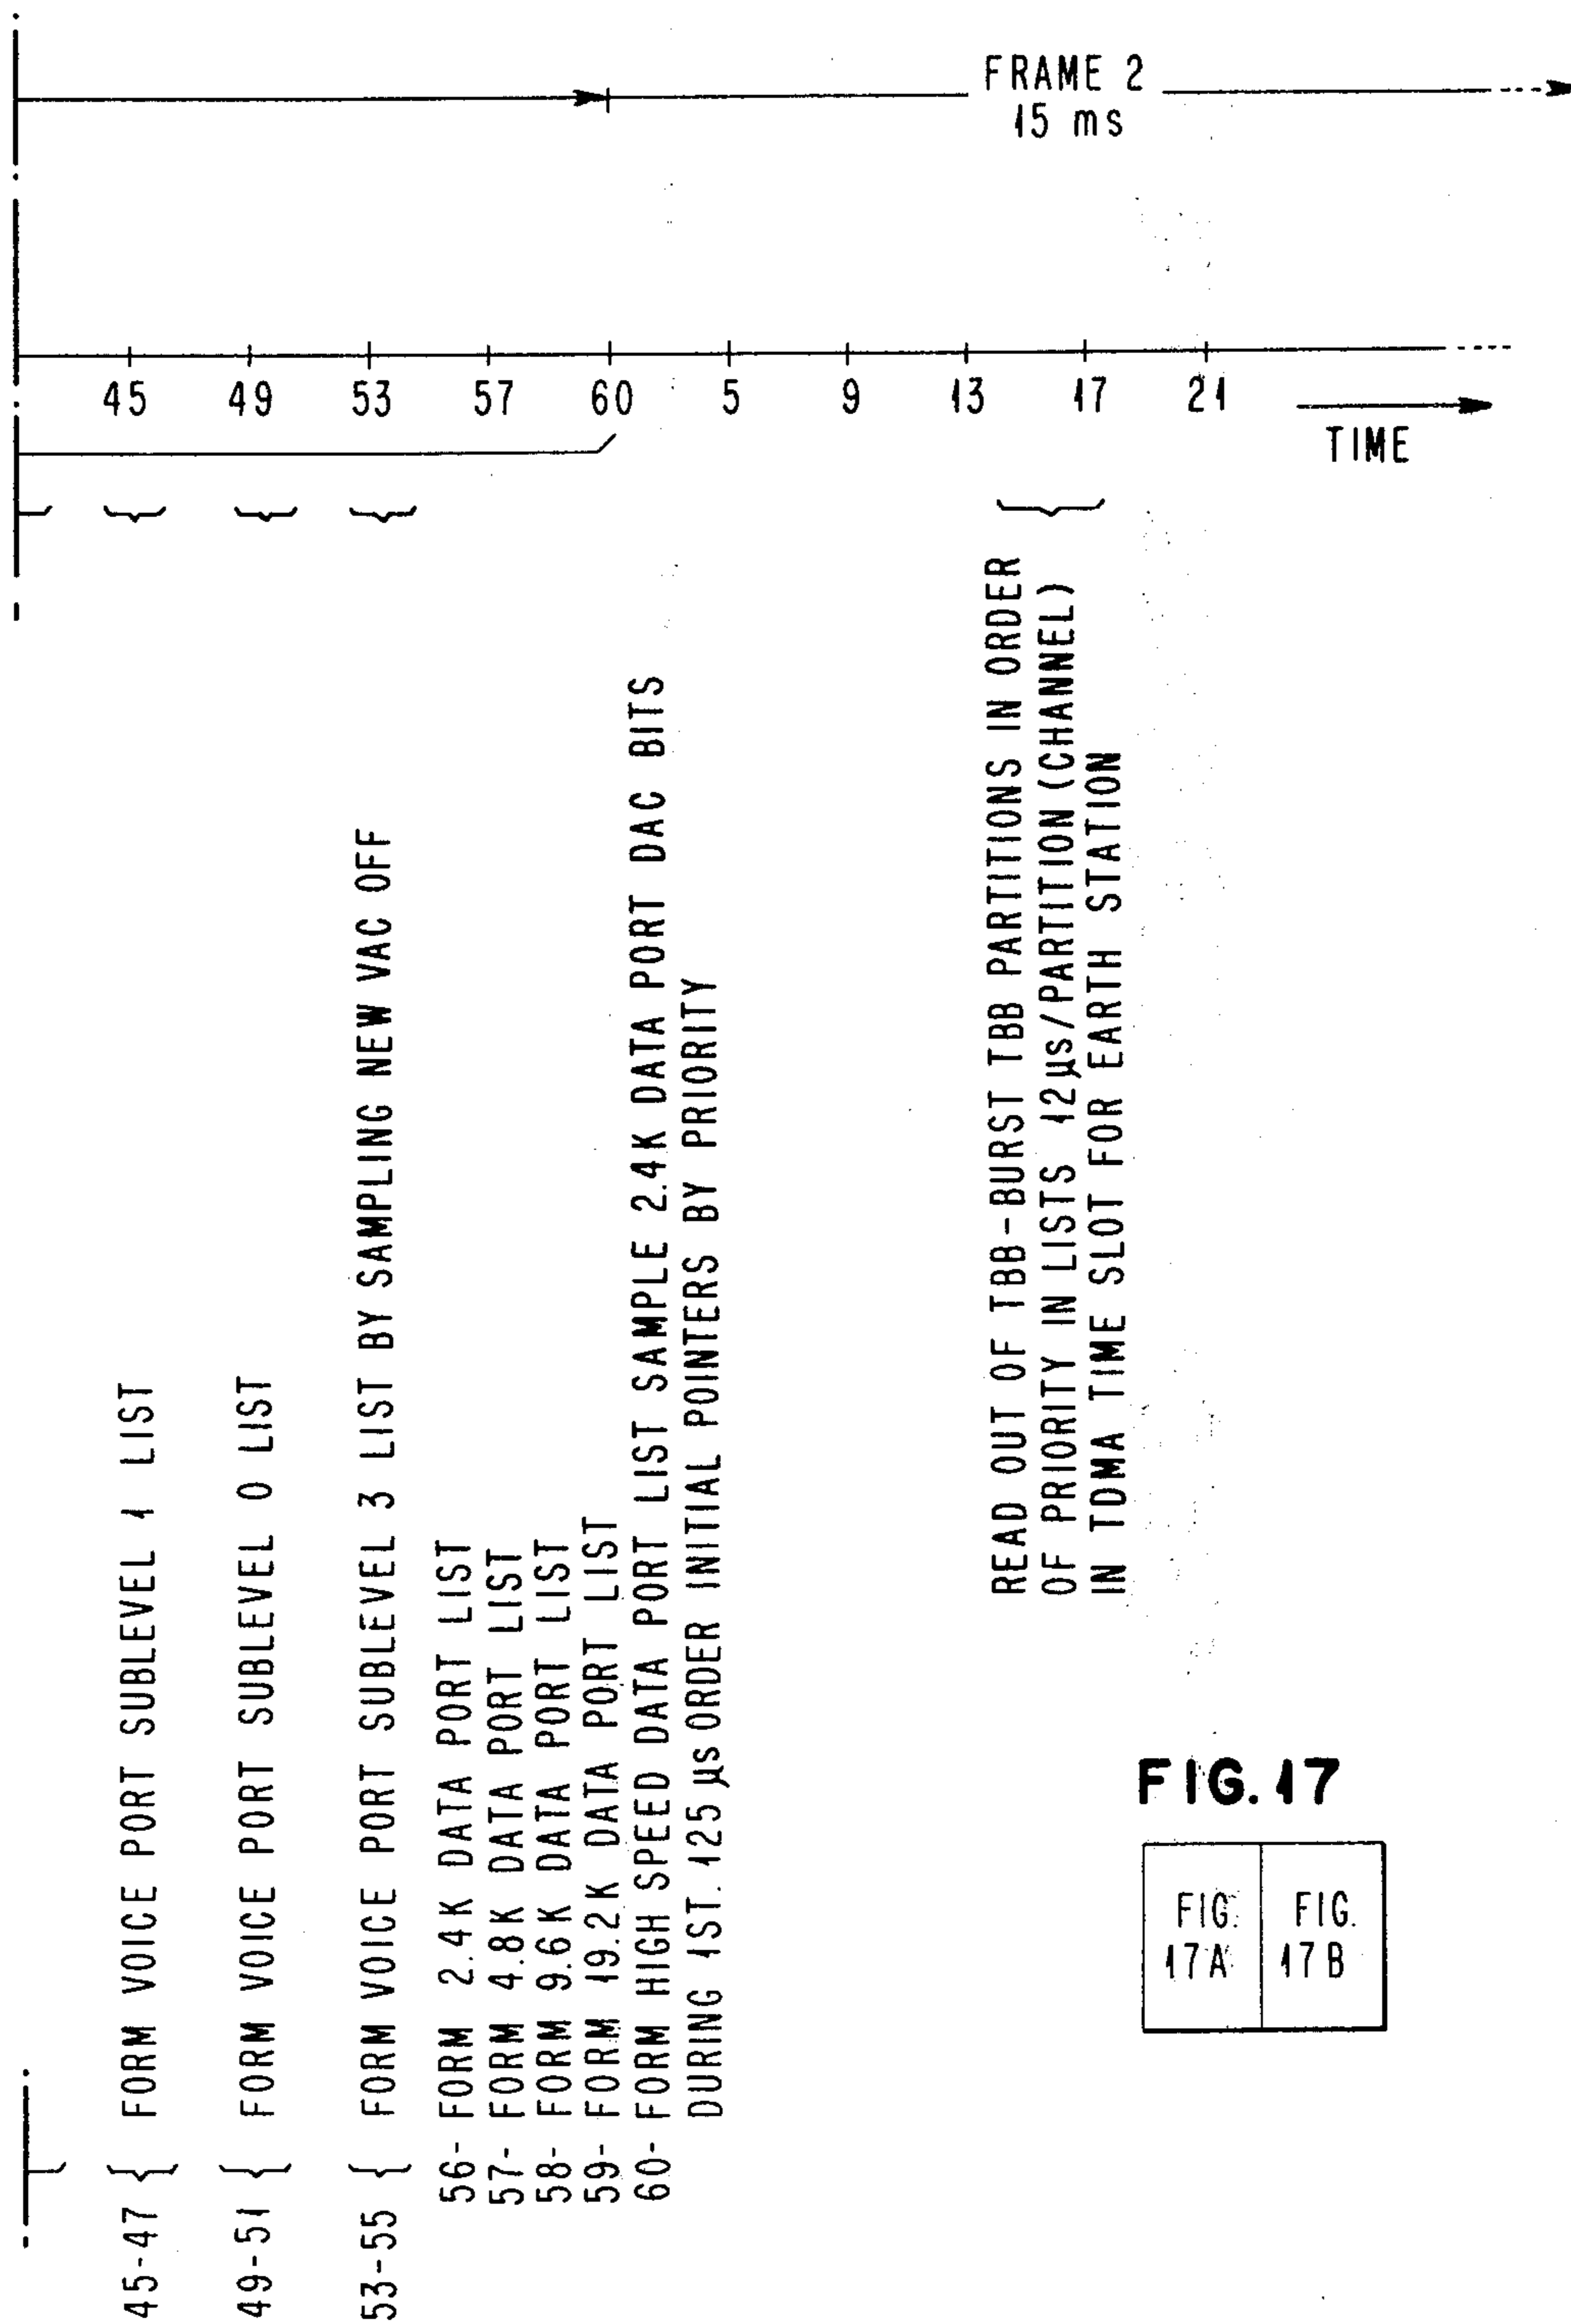 FRAME 2
15 ms
45 49 53 57 60 5 9 13 17 21
TIME
45-47 { FORM VOICE PORT SUBLEVEL 1 LIST
49-51 { FORM VOICE PORT SUBLEVEL 0 LIST
53-55 { FORM VOICE PORT SUBLEVEL 3 LIST BY SAMPLING NEW VAC OFF
56- FORM 2.4K DATA PORT LIST
57- FORM 4.8K DATA PORT LIST
58- FORM 9.6K DATA PORT LIST
59- FORM 19.2K DATA PORT LIST
60- FORM HIGH SPEED DATA PORT LIST SAMPLE 2.4K DATA PORT DAC BITS
DURING 1ST. 125 µs ORDER INITIAL POINTERS BY PRIORITY
READ OUT OF TBB-BURST TBB PARTITIONS IN ORDER
OF PRIORITY IN LISTS 12µs/PARTITION (CHANNEL)
IN TDMA TIME SLOT FOR EARTH STATION
FIG. 17
FIG. 17A
FIG. 17B